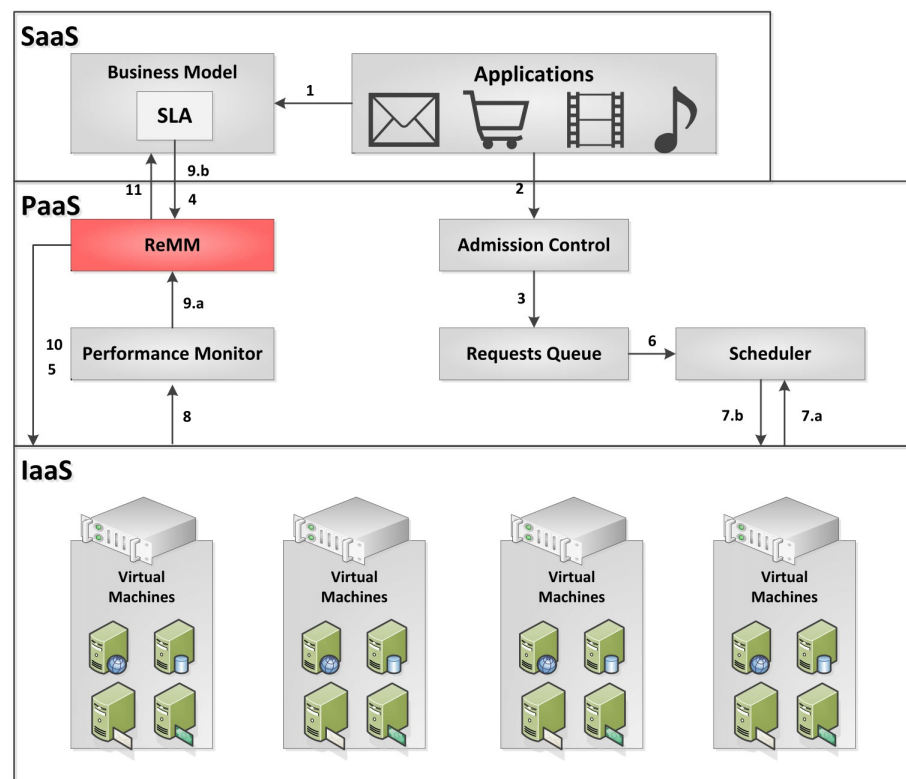 SaaS
Business Model
SLA
Applications
1
9.b
4
11
2
PaaS
ReMM
Admission Control
9.a
3
10
5
Performance Monitor
Requests Queue
6
Scheduler
8
7.b
7.a
IaaS
Virtual
Machines
Virtual
Machines
Virtual
Machines
Virtual
Machines